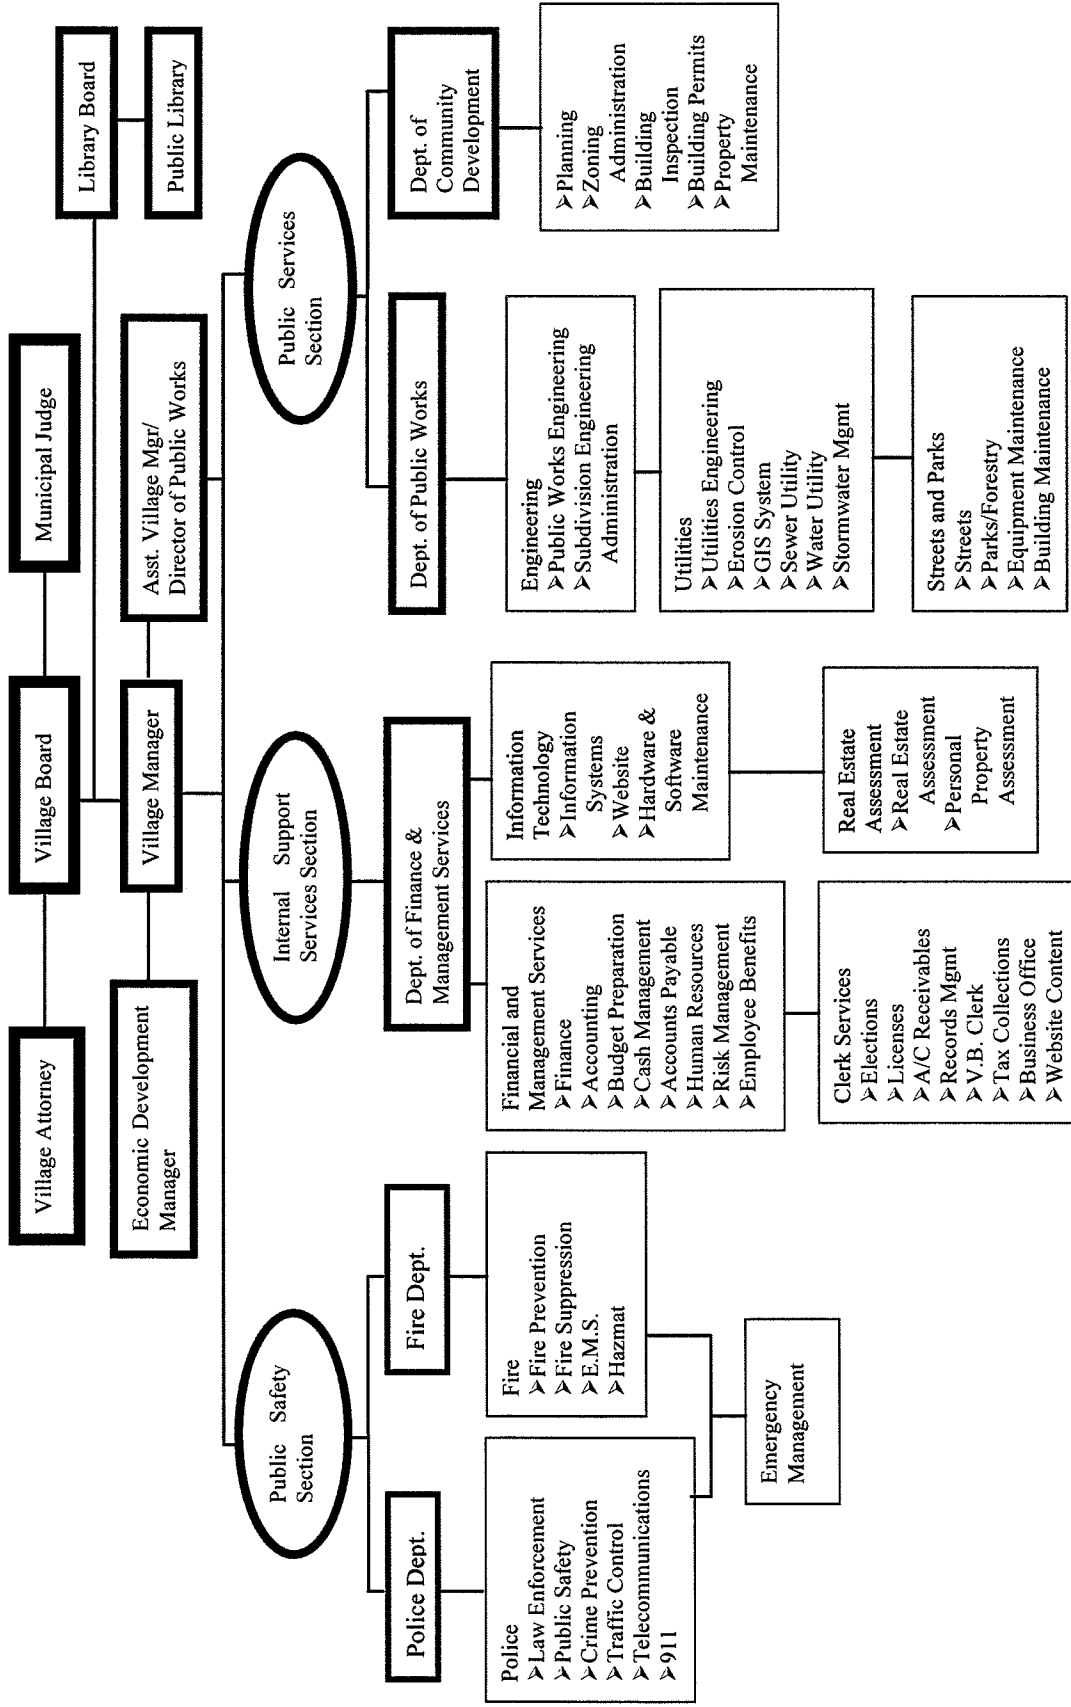 Village Attorney
Village Board
Municipal Judge
Library Board
Public Library
Economic Development
Manager
Village Manager
Asst. Village Mgr/
Director of Public Works
Public Safety
Section
Internal Support
Services Section
Public Services
Section
Police Dept.
Fire Dept.
Dept. of Finance &
Management Services
Dept. of Public Works
Dept. of
Community
Development
Police
➢Law Enforcement
➢Public Safety
➢Crime Prevention
➢Traffic Control
➢Telecommunications
➢911
Fire
➢Fire Prevention
➢Fire Suppression
➢E.M.S.
➢Hazmat
Emergency
Management
Financial and
Management Services
➢Finance
➢Accounting
➢Budget Preparation
➢Cash Management
➢Accounts Payable
➢Human Resources
➢Risk Management
➢Employee Benefits
Clerk Services
➢Elections
➢Licenses
➢A/C Receivables
➢Records Mgmt
➢V.B. Clerk
➢Tax Collections
➢Business Office
➢Website Content
Information
Technology
➢Information
Systems
➢Website
➢Hardware &
Software
Maintenance
Real Estate
Assessment
➢Real Estate
Assessment
➢Personal
Property
Assessment
Engineering
➢Public Works Engineering
➢Subdivision Engineering
Administration
Utilities
➢Utilities Engineering
➢Erosion Control
➢GIS System
➢Sewer Utility
➢Water Utility
➢Stormwater Mgmt
Streets and Parks
➢Streets
➢Parks/Forestry
➢Equipment Maintenance
➢Building Maintenance
➢Planning
➢Zoning
Administration
➢Building
Inspection
➢Building Permits
➢Property
Maintenance